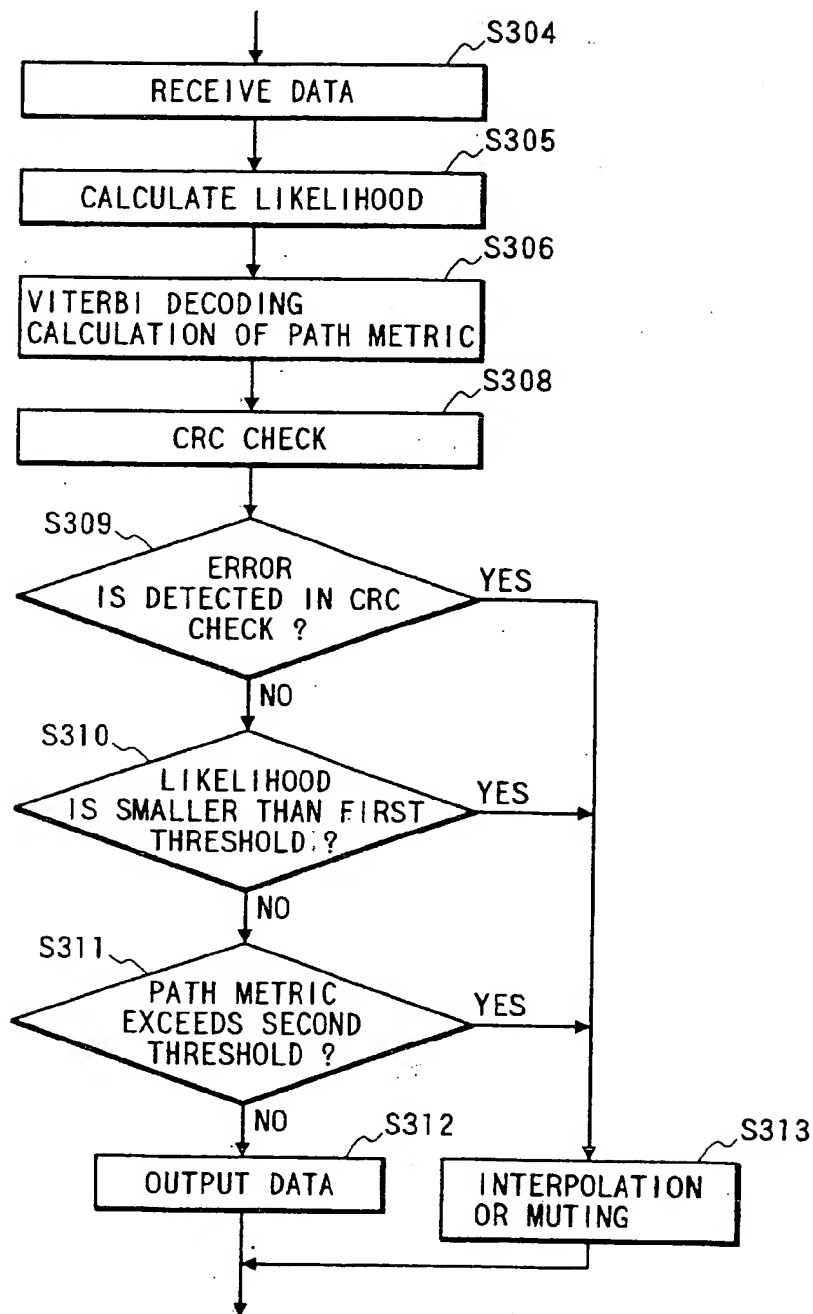 S304
RECEIVE DATA
S305
CALCULATE LIKELIHOOD
S306
VITERBI DECODING
CALCULATION OF PATH METRIC
S308
CRC CHECK
S309
ERROR
IS DETECTED IN CRC
CHECK ?
YES
NO
S310
LIKELIHOOD
IS SMALLER THAN FIRST
THRESHOLD ?
YES
NO
S311
PATH METRIC
EXCEEDS SECOND
THRESHOLD ?
YES
NO
S312
OUTPUT DATA
S313
INTERPOLATION
OR MUTING